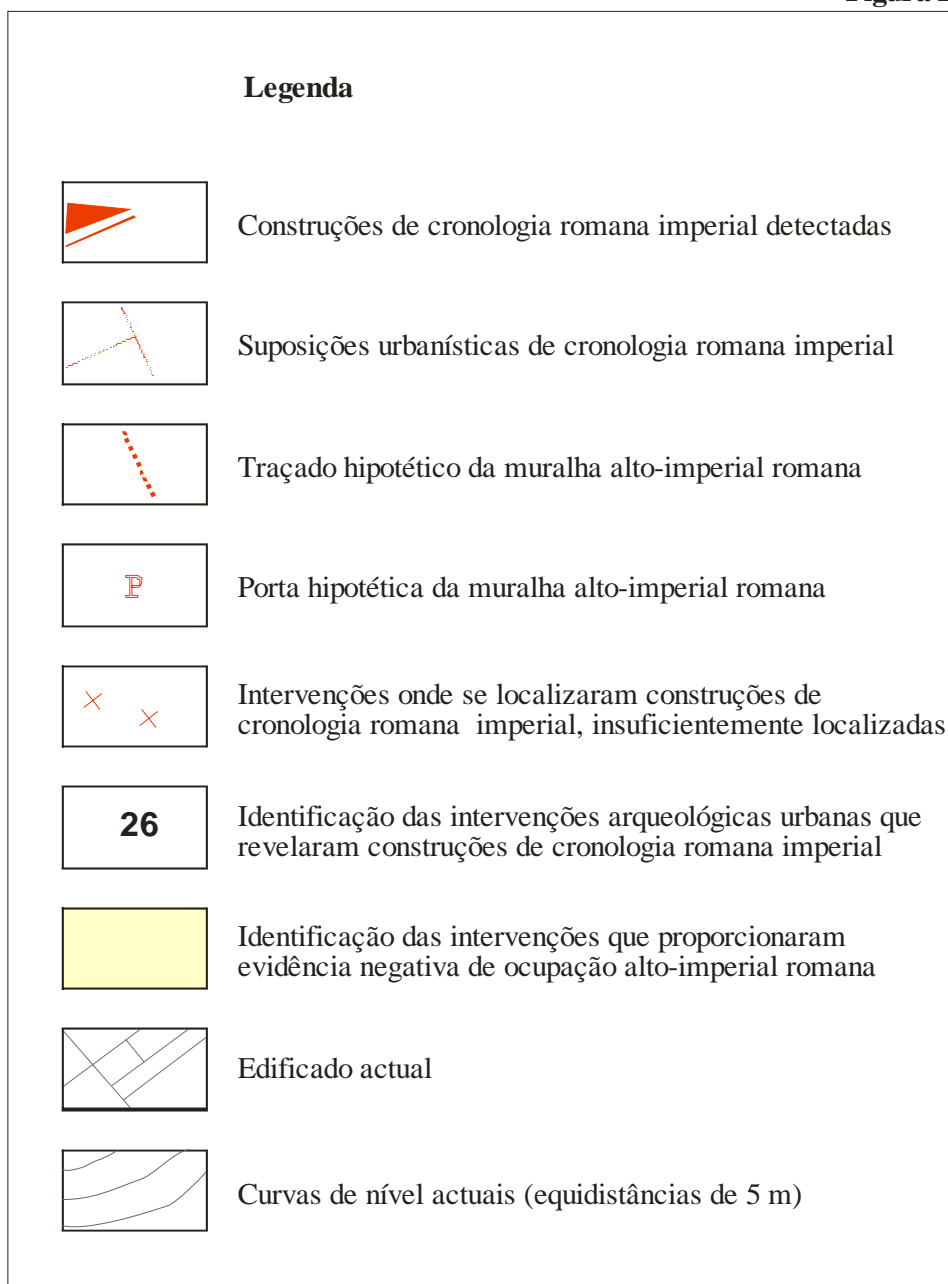 Legenda
Construções de cronologia romana imperial detectadas
Suposições urbanísticas de cronologia romana imperial
Traçado hipotético da muralha alto-imperial romana
P
Porta hipotética da muralha alto-imperial romana
Intervenções onde se localizaram construções de
cronologia romana imperial, insuficientemente localizadas
26
Identificação das intervenções arqueológicas urbanas que
revelaram construções de cronologia romana imperial
Identificação das intervenções que proporcionaram
evidência negativa de ocupação alto-imperial romana
Edificado actual
Curvas de nível actuais (equidistâncias de 5 m)